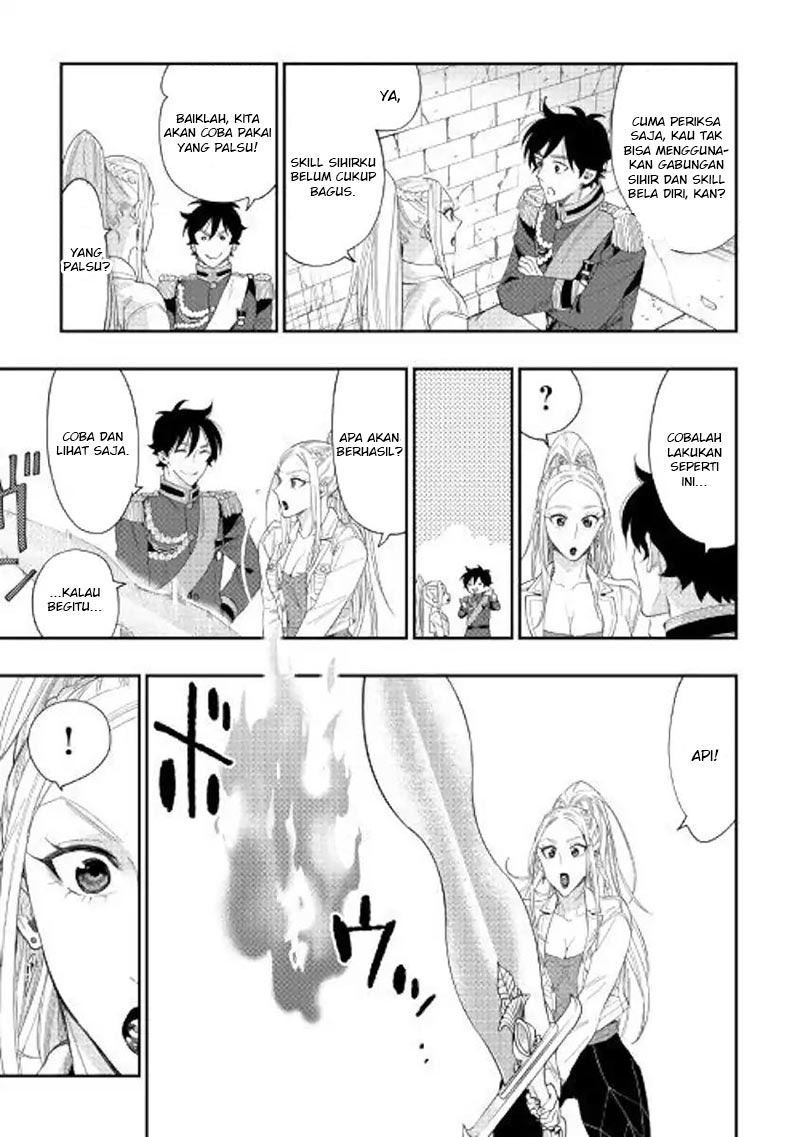 CUMA PERIKSA
SAJA, KAU TAK
BISA MENGGUNA-
KAN GABUNGAN
SIHIR DAN SKILL
BELA DIRI, KAN?
YA,
SKILL SIHIRKU
BELUM CUKUP
BAGUS.
BAIKLAH, KITA
AKAN COBA PAKAI
YANG PALSU!
YANG
PALSU?
COBALAH
LAKUKAN
SEPERTI
INI...
?
APA AKAN
BERHASIL?
COBA DAN
LIHAT SAJA.
...KALAU
BEGITU...
API!
ボ
ウッ
!